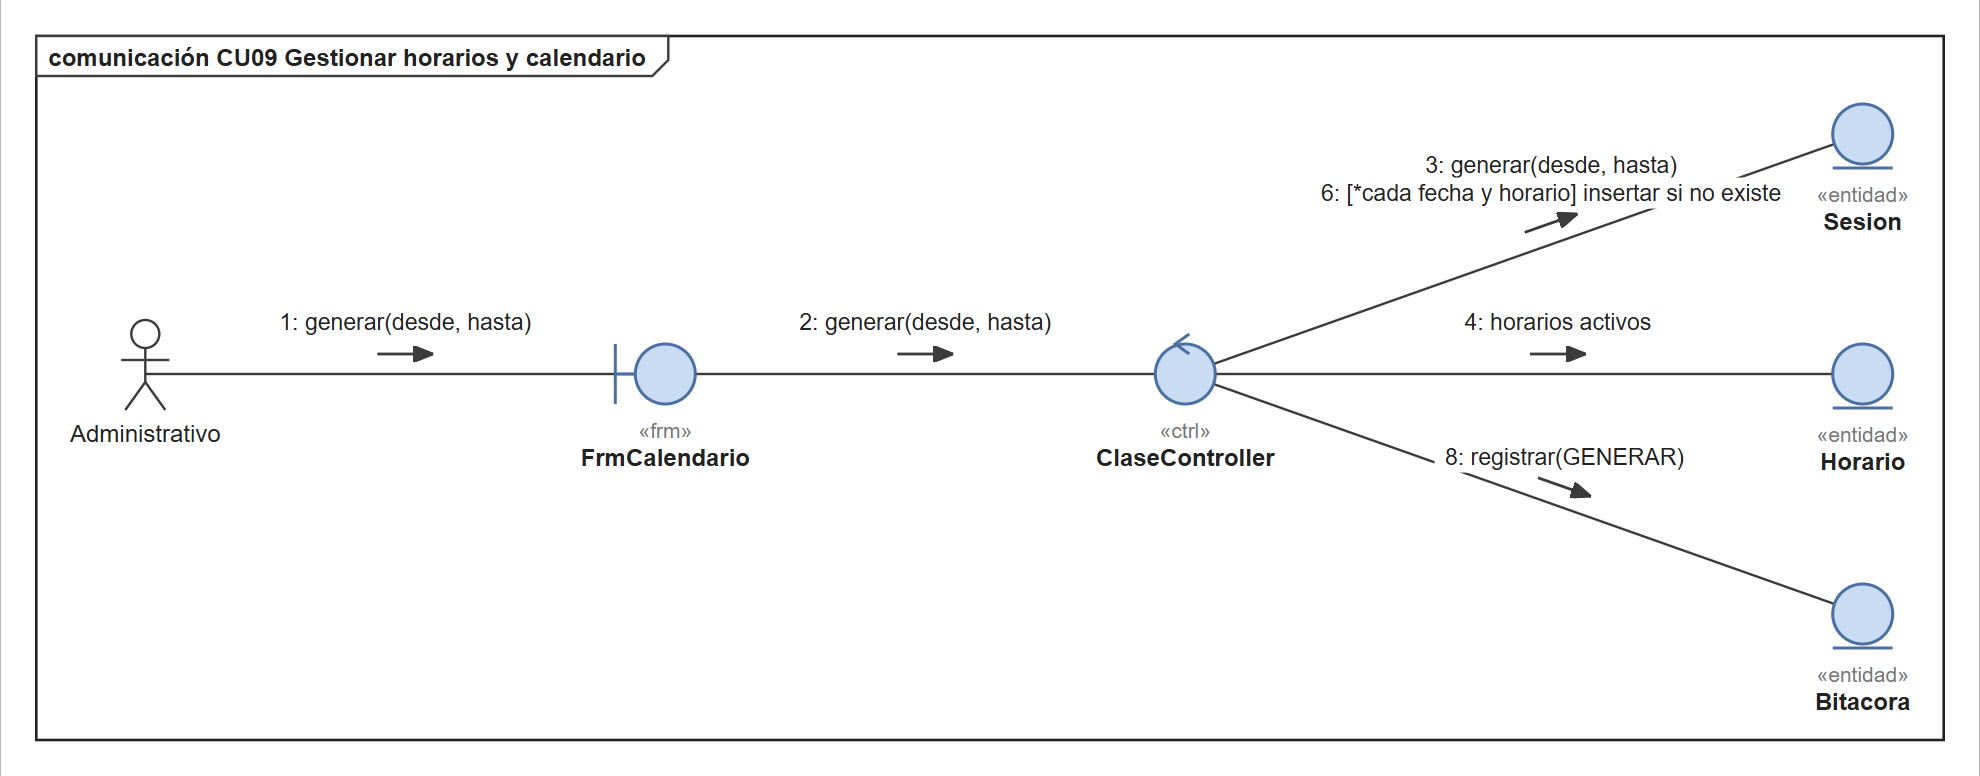 comunicación CU09 Gestionar horarios y calendario
3: generar(desde, hasta)
6: [*cada fecha y horario] insertar si no existe
«entidad»
Sesion
1: generar(desde, hasta)
2: generar(desde, hasta)
4: horarios activos
Administrativo
«frm»
FrmCalendario
«ctrl»
ClaseController
«entidad»
Horario
8: registrar(GENERAR)
«entidad»
Bitacora